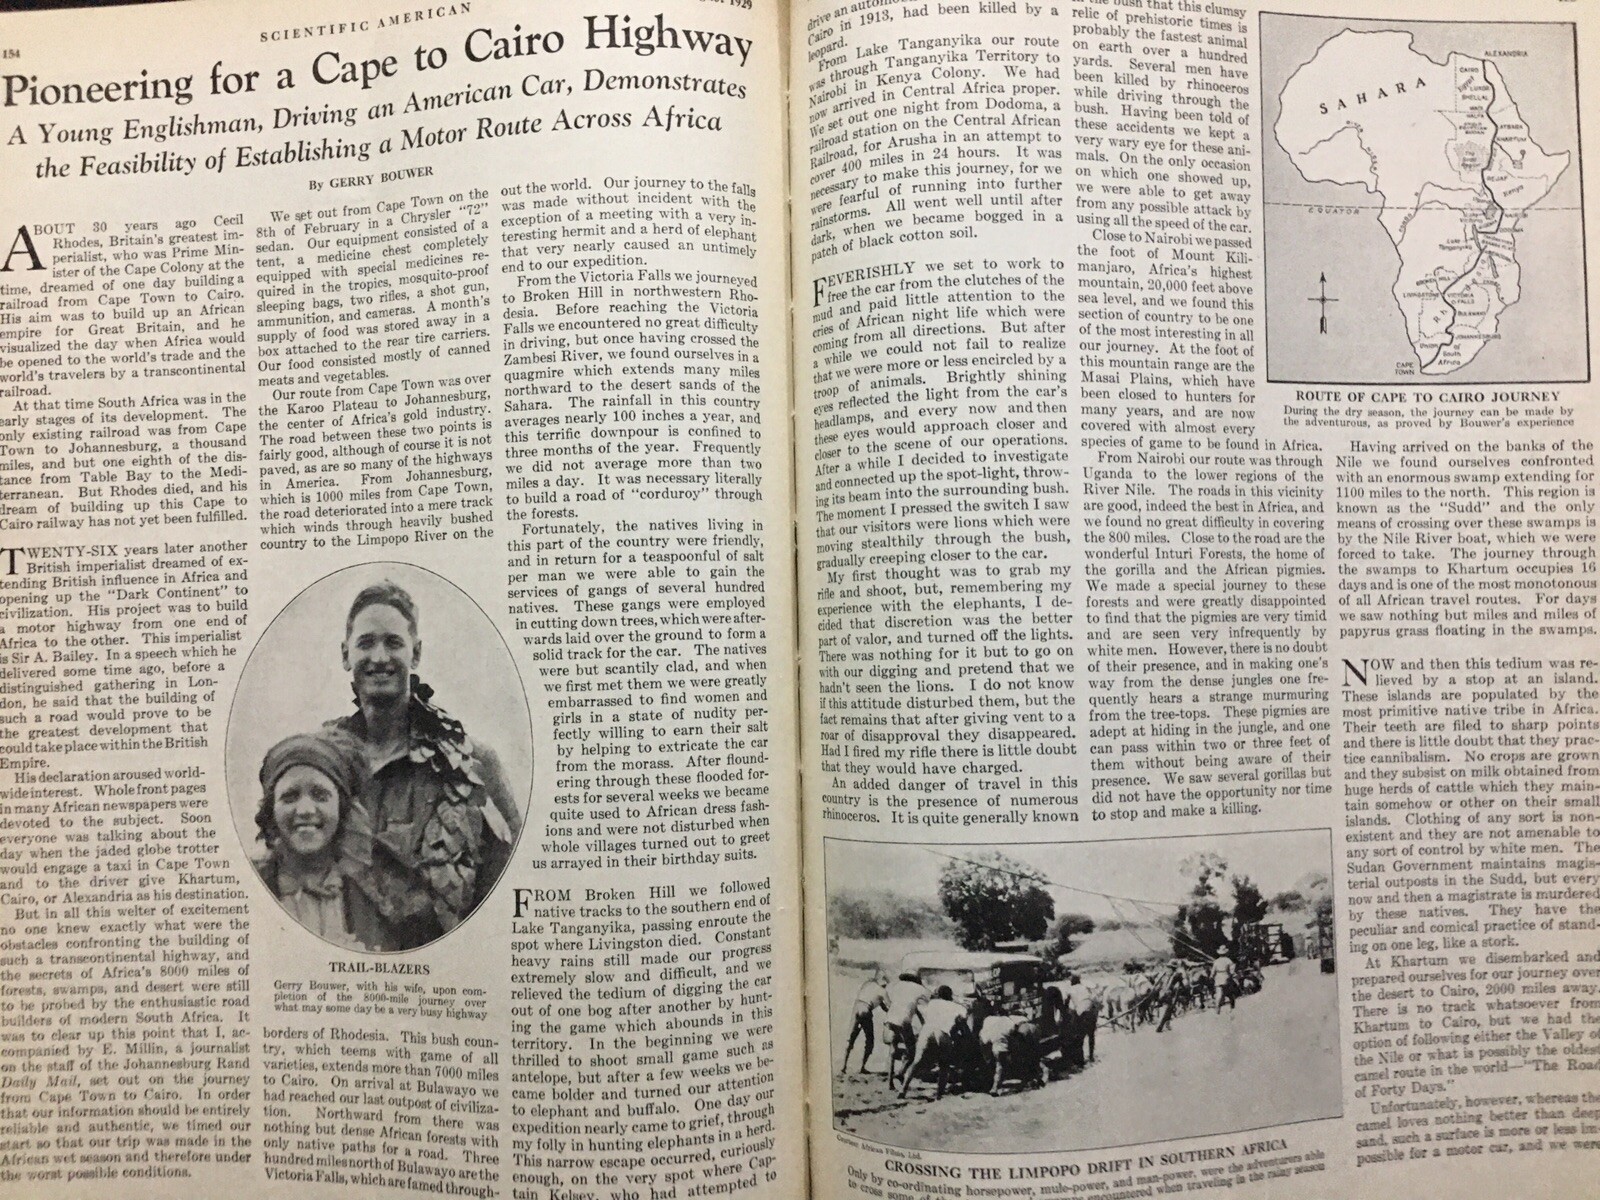 154
SCIENTIFIC AMERICAN
1929
Pioneering for a Cape to Cairo Highway
A Young Englishman, Driving an American Car, Demonstrates
the Feasibility of Establishing a Motor Route Across Africa
By GERRY BOUWER
ABOUT 30 years ago Cecil
Rhodes, Britain's greatest im-
perialist, who was Prime Min-
ister of the Cape Colony at the
time, dreamed of one day building a
railroad from Cape Town to Cairo.
His aim was to build up an African
empire for Great Britain, and he
visualized the day when Africa would
be opened to the world's trade and the
world's travelers by a transcontinental
railroad.
At that time South Africa was in the
early stages of its development. The
only existing railroad was from Cape
Town to Johannesburg, a thousand
miles, and but one eighth of the dis-
tance from Table Bay to the Medi-
terranean. But Rhodes died, and his
dream of building up this Cape to
Cairo railway has not yet been fulfilled.
TWENTY-SIX years later another
British imperialist dreamed of ex-
tending British influence in Africa and
opening up the "Dark Continent" to
civilization. His project was to build
a motor highway from one end of
Africa to the other. This imperialist
is Sir A. Bailey. In a speech which he
delivered some time ago, before a
distinguished gathering in Lon-
don, he said that the building of
such a road would prove to be
the greatest development that
could take place within the British
Empire.
His declaration aroused world-
wide interest. Whole front pages
in many African newspapers were
devoted to the subject. Soon
everyone was talking about the
day when the jaded globe trotter
would engage a taxi in Cape Town
and to the driver give Khartum,
Cairo, or Alexandria as his destination.
But in all this welter of excitement
no one knew exactly what were the
obstacles confronting the building of
such a transcontinental highway, and
the secrets of Africa's 8000 miles of
forests, swamps, and desert were still
to be probed by the enthusiastic road
builders of modern South Africa. It
was to clear up this point that I, ac-
companied by E. Millin, a journalist
on the staff of the Johannesburg Rand
Daily Mail, set out on the journey
from Cape Town to Cairo. In order
that our information should be entirely
reliable and authentic, we timed our
start so that our trip was made in the
African wet season and therefore under
the worst possible conditions.
We set out from Cape Town on the
8th of February in a Chrysler "72"
sedan. Our equipment consisted of a
tent, a medicine chest completely
equipped with special medicines re-
quired in the tropics, mosquito-proof
sleeping bags, two rifles, a shot gun,
ammunition, and cameras. A month's
supply of food was stored away in a
box attached to the rear tire carriers.
Our food consisted mostly of canned
meats and vegetables.
Our route from Cape Town was over
the Karoo Plateau to Johannesburg,
the center of Africa's gold industry.
The road between these two points is
fairly good, although of course it is not
paved, as are so many of the highways
in America. From Johannesburg,
which is 1000 miles from Cape Town,
the road deteriorated into a mere track
which winds through heavily bushed
country to the Limpopo River on the
TRAIL-BLAZERS
Gerry Bouwer, with his wife, upon com-
pletion of the 8000-mile journey over
what may some day be a very busy highway
borders of Rhodesia. This bush coun-
try, which teems with game of all
varieties, extends more than 7000 miles
to Cairo. On arrival at Bulawayo we
had reached our last outpost of civiliza-
tion. Northward from there was
nothing but dense African forests with
only native paths for a road. Three
hundred miles north of Bulawayo are the
Victoria Falls, which are famed through-
out the world. Our journey to the falls
was made without incident with the
exception of a meeting with a very in-
teresting hermit and a herd of elephant
that very nearly caused an untimely
end to our expedition.
From the Victoria Falls we journeyed
to Broken Hill in northwestern Rho-
desia. Before reaching the Victoria
Falls we encountered no great difficulty
in driving, but once having crossed the
Zambesi River, we found ourselves in a
quagmire which extends many miles
northward to the desert sands of the
Sahara. The rainfall in this country
averages nearly 100 inches a year, and
this terrific downpour is confined to
three months of the year. Frequently
we did not average more than two
miles a day. It was necessary literally
to build a road of "corduroy" through
the forests.
Fortunately, the natives living in
this part of the country were friendly,
and in return for a teaspoonful of salt
per man we were able to gain the
services of gangs of several hundred
natives. These gangs were employed
in cutting down trees, which were after-
wards laid over the ground to form a
solid track for the car. The natives
were but scantily clad, and when
we first met them we were greatly
embarrassed to find women and
girls in a state of nudity per-
fectly willing to earn their salt
by helping to extricate the car
from the morass. After flound-
ering through these flooded for-
ests for several weeks we became
quite used to African dress fash-
ions and were not disturbed when
whole villages turned out to greet
us arrayed in their birthday suits.
FROM Broken Hill we followed
native tracks to the southern end of
Lake Tanganyika, passing enroute the
spot where Livingston died. Constant
heavy rains still made our progress
extremely slow and difficult, and we
relieved the tedium of digging the car
out of one bog after another by hunt-
ing the game which abounds in this
territory. In the beginning we were
thrilled to shoot small game such as
antelope, but after a few weeks we be-
came bolder and turned our attention
to elephant and buffalo. One day our
expedition nearly came to grief, through
my folly in hunting elephants in a herd.
This narrow escape occurred, curiously
enough, on the very spot where Cap-
tain Kelsey, who had attempted to
drive an
Cairo in 1913, had been killed by a
leopard.
From Lake Tanganyika our route
was through Tanganyika Territory to
Nairobi in Kenya Colony. We had
now arrived in Central Africa proper.
We set out one night from Dodoma, a
railroad station on the Central African
Railroad, for Arusha in an attempt to
cover 400 miles in 24 hours. It was
necessary to make this journey, for we
were fearful of running into further
rainstorms. All went well until after
dark, when we became bogged in a
patch of black cotton soil.
FEVERISHLY we set to work to
free the car from the clutches of the
mud and paid little attention to the
cries of African night life which were
coming from all directions. But after
a while we could not fail to realize
that we were more or less encircled by a
troop of animals. Brightly shining
eyes reflected the light from the car's
headlamps, and every now and then
these eyes would approach closer and
closer to the scene of our operations.
After a while I decided to investigate
and connected up the spot-light, throw-
ing its beam into the surrounding bush.
The moment I pressed the switch I saw
that our visitors were lions which were
moving stealthily through the bush,
gradually creeping closer to the car.
My first thought was to grab my
rifle and shoot, but, remembering my
experience with the elephants, I de-
cided that discretion was the better
part of valor, and turned off the lights.
There was nothing for it but to go on
with our digging and pretend that we
hadn't seen the lions. I do not know
if this attitude disturbed them, but the
fact remains that after giving vent to a
roar of disapproval they disappeared.
Had I fired my rifle there is little doubt
that they would have charged.
An added danger of travel in this
country is the presence of numerous
rhinoceros. It is quite generally known
in the bush that this clumsy
relic of prehistoric times is
probably the fastest animal
on earth over a hundred
yards. Several men have
been killed by rhinoceros
while driving through the
bush. Having been told of
these accidents we kept a
very wary eye for these ani-
mals. On the only occasion
on which one showed up,
we were able to get away
from any possible attack by
using all the speed of the car.
Close to Nairobi we passed
the foot of Mount Kili-
manjaro, Africa's highest
mountain, 20,000 feet above
sea level, and we found this
section of country to be one
of the most interesting in all
our journey. At the foot of
this mountain range are the
Masai Plains, which have
been closed to hunters for
many years, and are now
covered with almost every
species of game to be found in Africa.
From Nairobi our route was through
Uganda to the lower regions of the
River Nile. The roads in this vicinity
are good, indeed the best in Africa, and
we found no great difficulty in covering
the 800 miles. Close to the road are the
wonderful Inturi Forests, the home of
the gorilla and the African pigmies.
We made a special journey to these
forests and were greatly disappointed
to find that the pigmies are very timid
and are seen very infrequently by
white men. However, there is no doubt
of their presence, and in making one's
way from the dense jungles one fre-
quently hears a strange murmuring
from the tree-tops. These pigmies are
adept at hiding in the jungle, and one
can pass within two or three feet of
them without being aware of their
presence. We saw several gorillas but
did not have the opportunity nor time
to stop and make a killing.
SAHARA
ALEXANDRIA
CAIRO
LUXOR
SHELLAL
ATBARA
KHARTUM
REJAF
Kenya
EQUATOR
Lake
Tanganyika
BROKEN HILL
LIVINGSTONE
VICTORIA
FALLS
BULAWAYO
JOHANNESBURG
Union of
South
Africa
CAPE
TOWN
ROUTE OF CAPE TO CAIRO JOURNEY
During the dry season, the journey can be made by
the adventurous, as proved by Bouwer's experience
Having arrived on the banks of the
Nile we found ourselves confronted
with an enormous swamp extending for
1100 miles to the north. This region is
known as the "Sudd" and the only
means of crossing over these swamps is
by the Nile River boat, which we were
forced to take. The journey through
the swamps to Khartum occupies 16
days and is one of the most monotonous
of all African travel routes. For days
we saw nothing but miles and miles of
papyrus grass floating in the swamps.
NOW and then this tedium was re-
lieved by a stop at an island.
These islands are populated by the
most primitive native tribe in Africa.
Their teeth are filed to sharp points
and there is little doubt that they prac-
tice cannibalism. No crops are grown
and they subsist on milk obtained from
huge herds of cattle which they main-
tain somehow or other on their small
islands. Clothing of any sort is non-
existent and they are not amenable to
any sort of control by white men. The
Sudan Government maintains magis-
terial outposts in the Sudd, but every
now and then a magistrate is murdered
by these natives. They have the
peculiar and comical practice of stand-
ing on one leg, like a stork.
At Khartum we disembarked and
prepared ourselves for our journey over
the desert to Cairo, 2000 miles away.
There is no track whatsoever from
Khartum to Cairo, but we had the
option of following either the Valley of
the Nile or what is possibly the oldest
camel route in the world—"The Road
of Forty Days."
Unfortunately, however, whereas the
camel loves nothing better than deep
sand, such a surface is more or less im-
possible for a motor car, and we were
Courtesy African Films, Ltd.
CROSSING THE LIMPOPO DRIFT IN SOUTHERN AFRICA
Only by co-ordinating horsepower, mule-power, and man-power, were the adventurers able
to cross some of the encountered when traveling in the rainy season